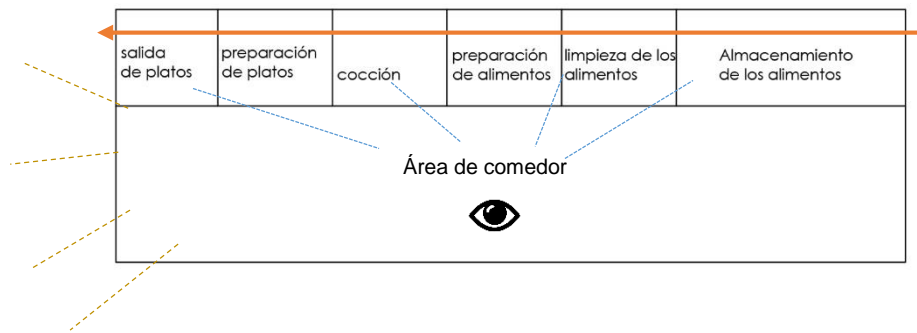 salida
de platos
preparación
de platos
cocción
preparación
de alimentos
limpieza de los
alimentos
Almacenamiento
de los alimentos
Área de comedor